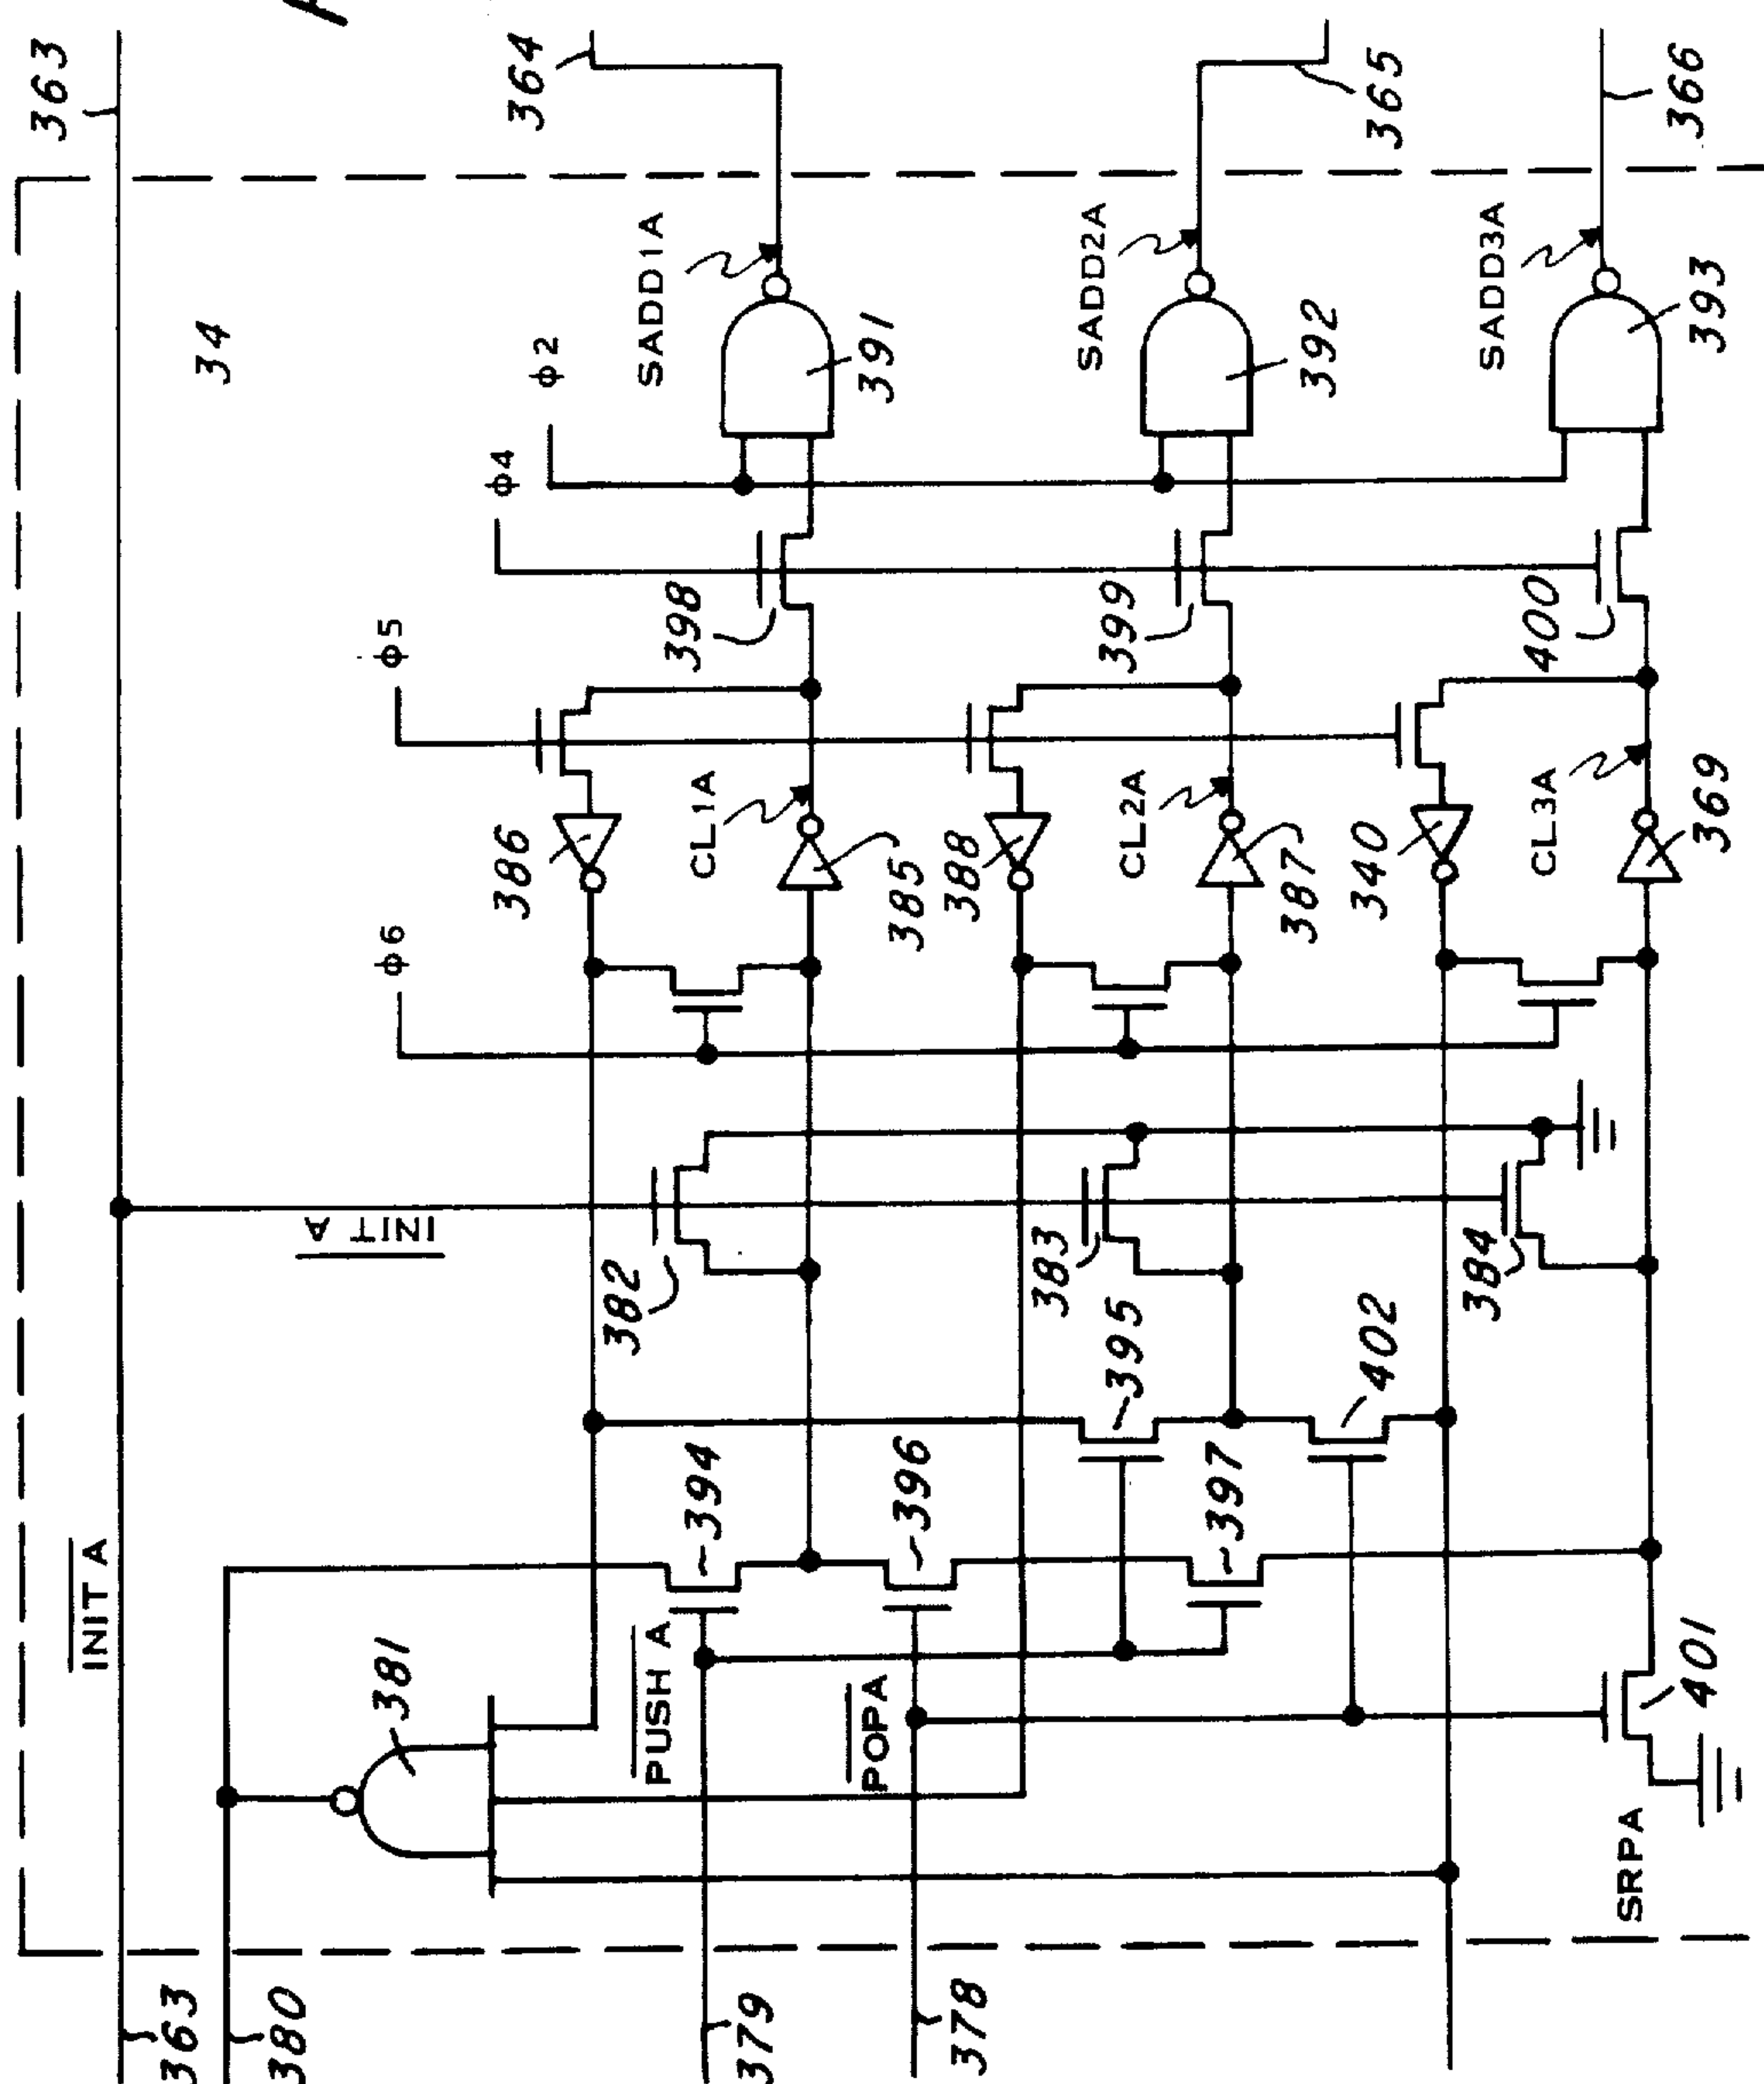 363
364
365
366
34
SADD1A
SADD2A
SADD3A
ϕ2
391
392
393
ϕ4
398
399
400
ϕ5
386
CL1A
385
388
CL2A
387
340
CL3A
369
ϕ6
INIT A
382
383
384
395
402
394
396
397
INIT A
381
PUSH A
POPA
401
SRPA
363
380
379
378